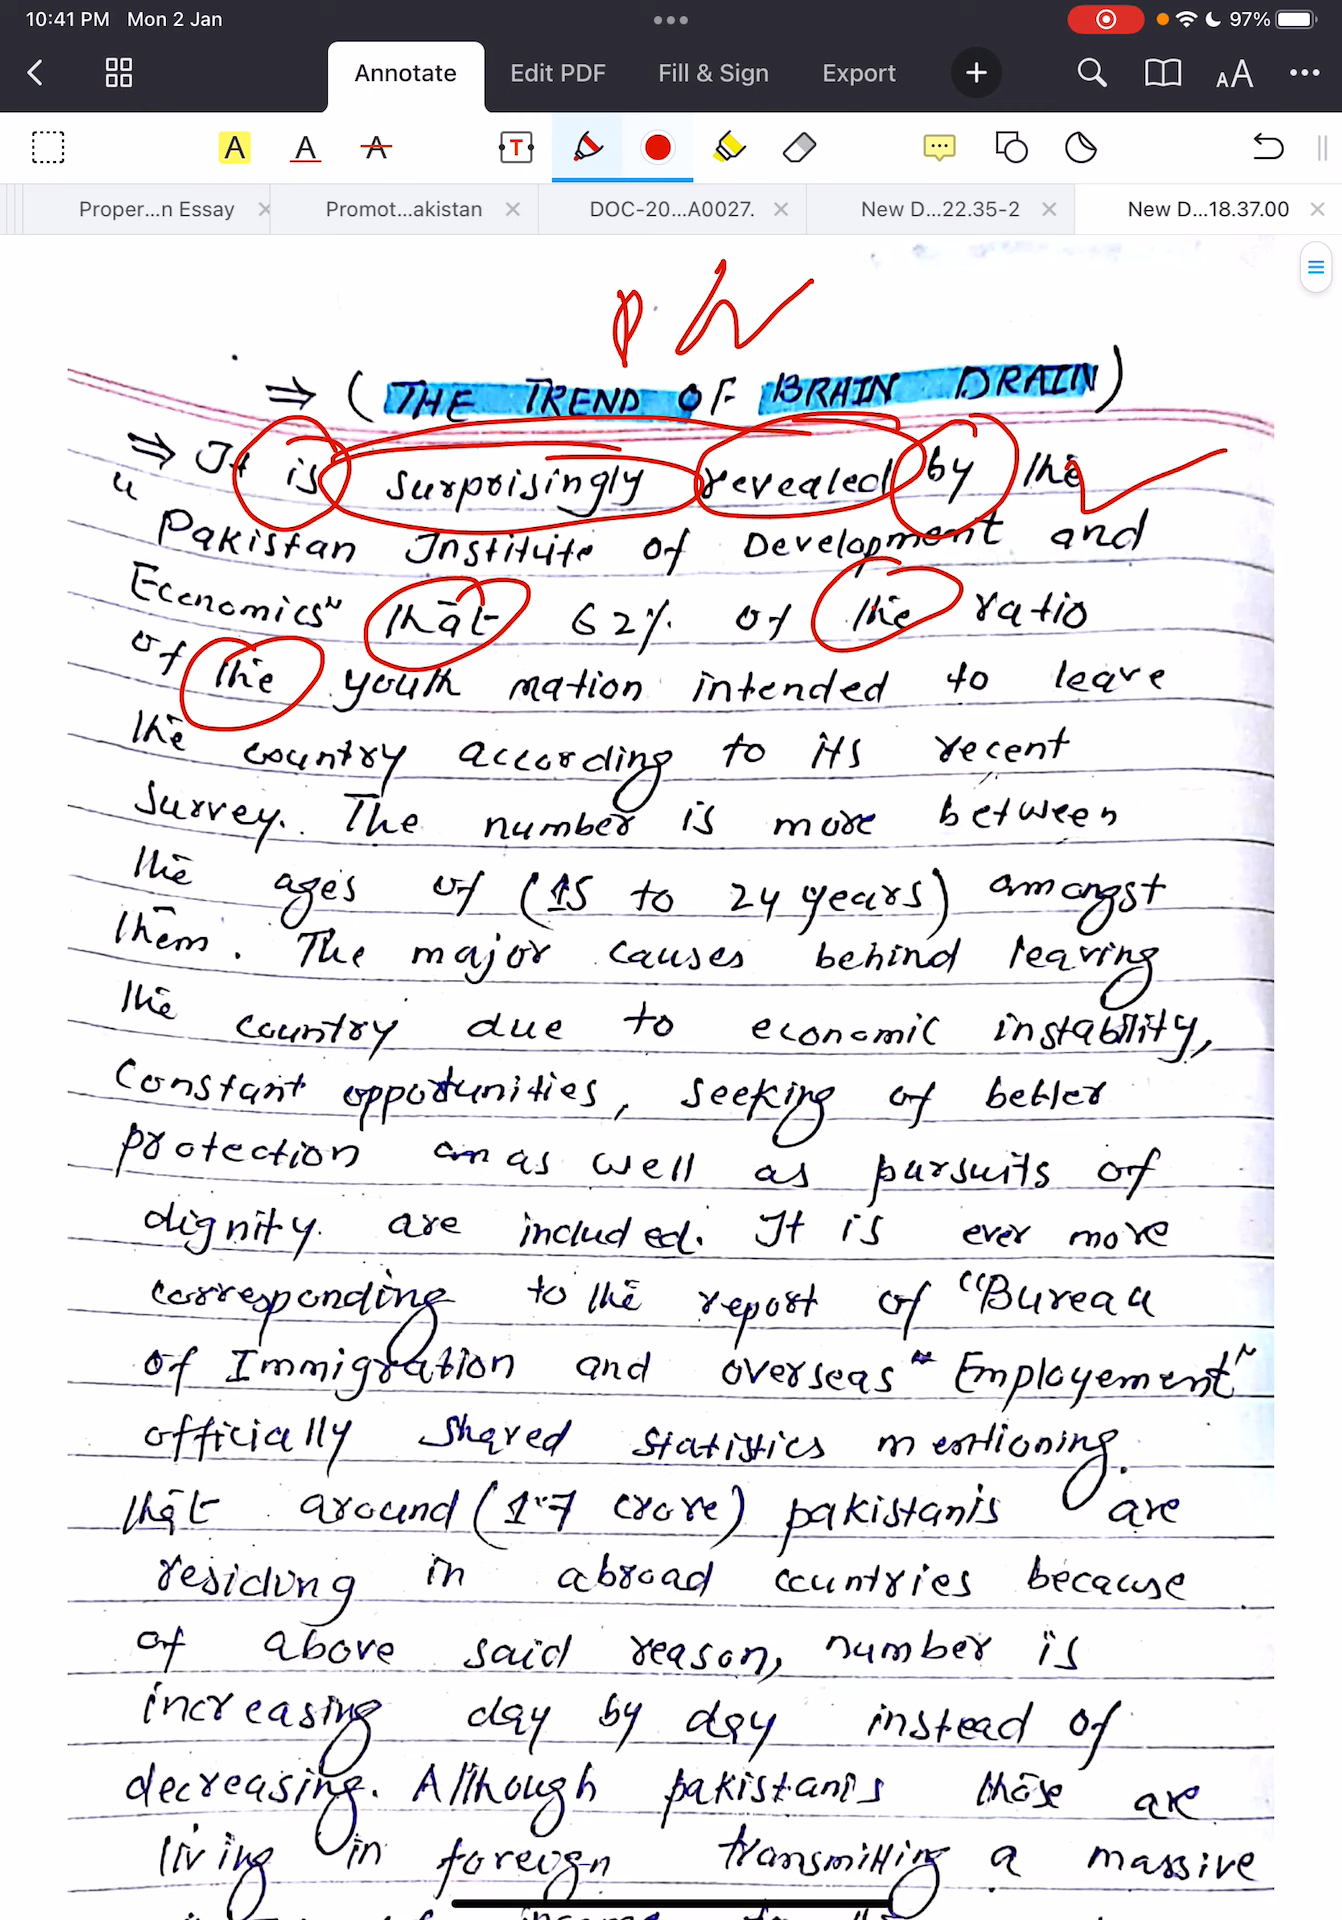 10:41 PM Mon 2 Jan
97%
Annotate Edit PDF Fill & Sign Export
Proper...n Essay Promot...akistan DOC-20...A0027. New D...22.35-2 New D...18.37.00
⇒ (THE TREND OF BRAIN DRAIN)
⇒ It is surprisingly revealed by the
Pakistan Institute of Development and
Economics" that 62% of the ratio
of the youth mation intended to leave
the country according to its recent
survey. The number is more between
the ages of (15 to 24 years) amongst
them. The major causes behind leaving
the country due to economic instability,
Constant opportunities, seeking of better
protection as well as pursuits of
dignity are included. It is ever more
corresponding to the report of "Bureau
of Immigration and overseas" Employement"
officially shared statistics mentioning
that around (1.7 crore) pakistanis are
residing in abroad countries because
of above said reason, number is
increasing day by day instead of
decreasing. Although pakistanis those are
living in foreign transmitting a massive